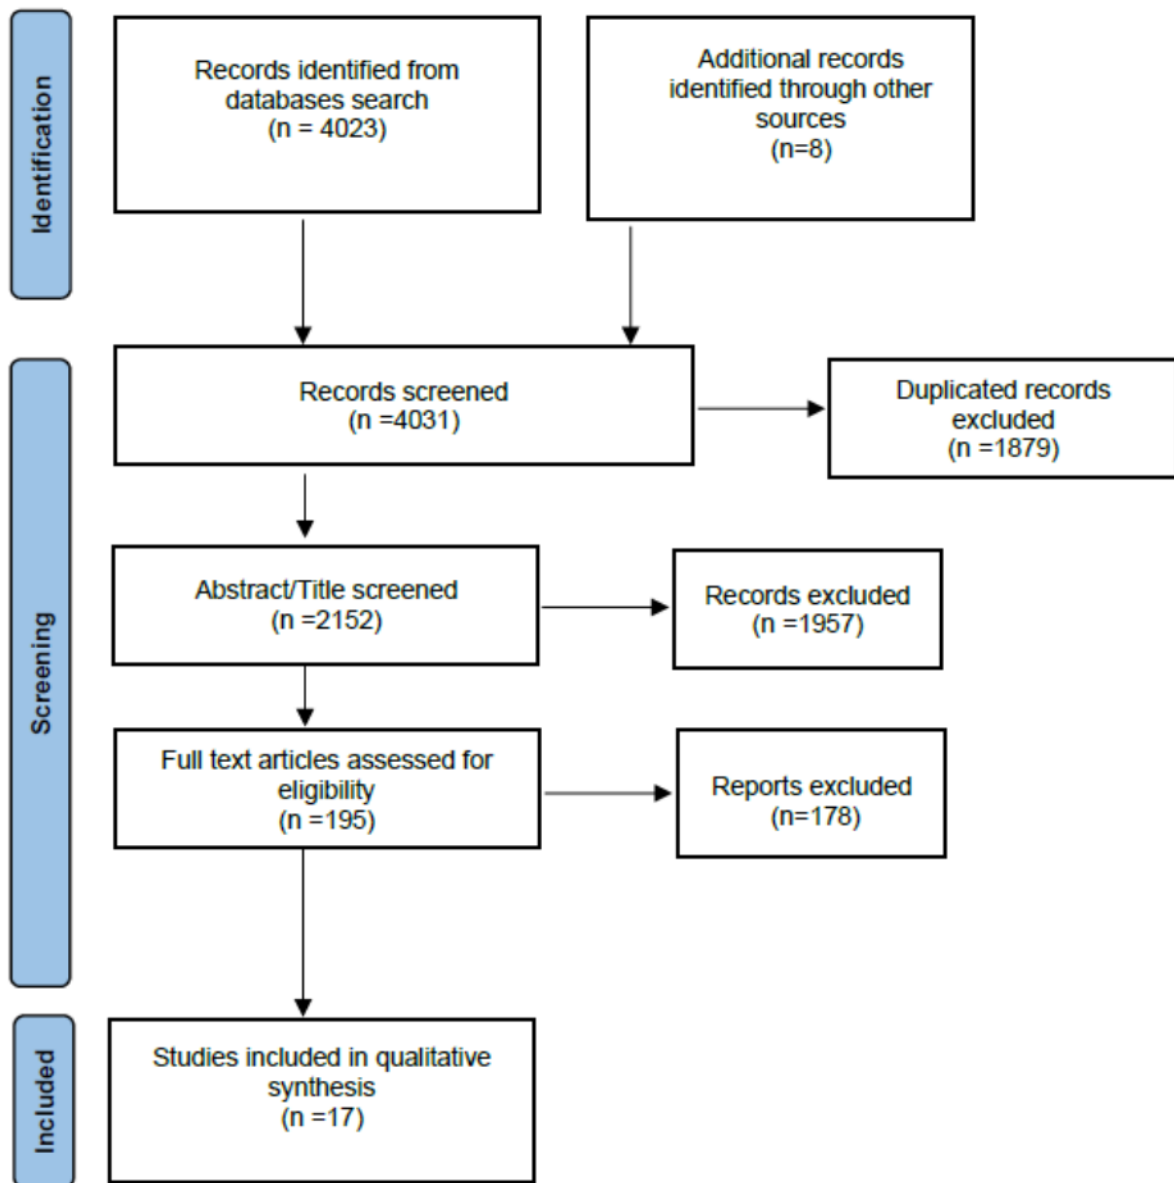 Identification
Records identified from
databases search
(n = 4023)
Additional records
identified through other
sources
(n=8)
Screening
Records screened
(n =4031)
Duplicated records
excluded
(n =1879)
Abstract/Title screened
(n =2152)
Records excluded
(n =1957)
Full text articles assessed for
eligibility
(n =195)
Reports excluded
(n=178)
Included
Studies included in qualitative
synthesis
(n =17)